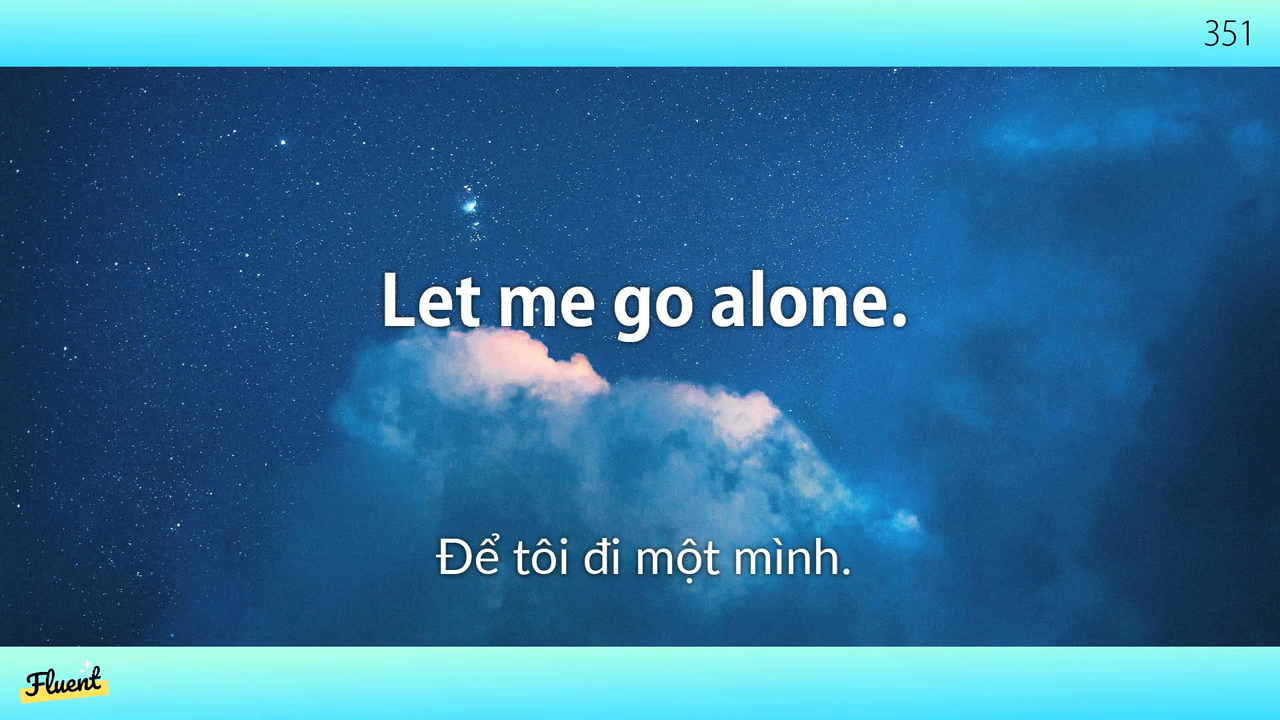 351
Let me go alone.
Để tôi đi một mình.
Fluent